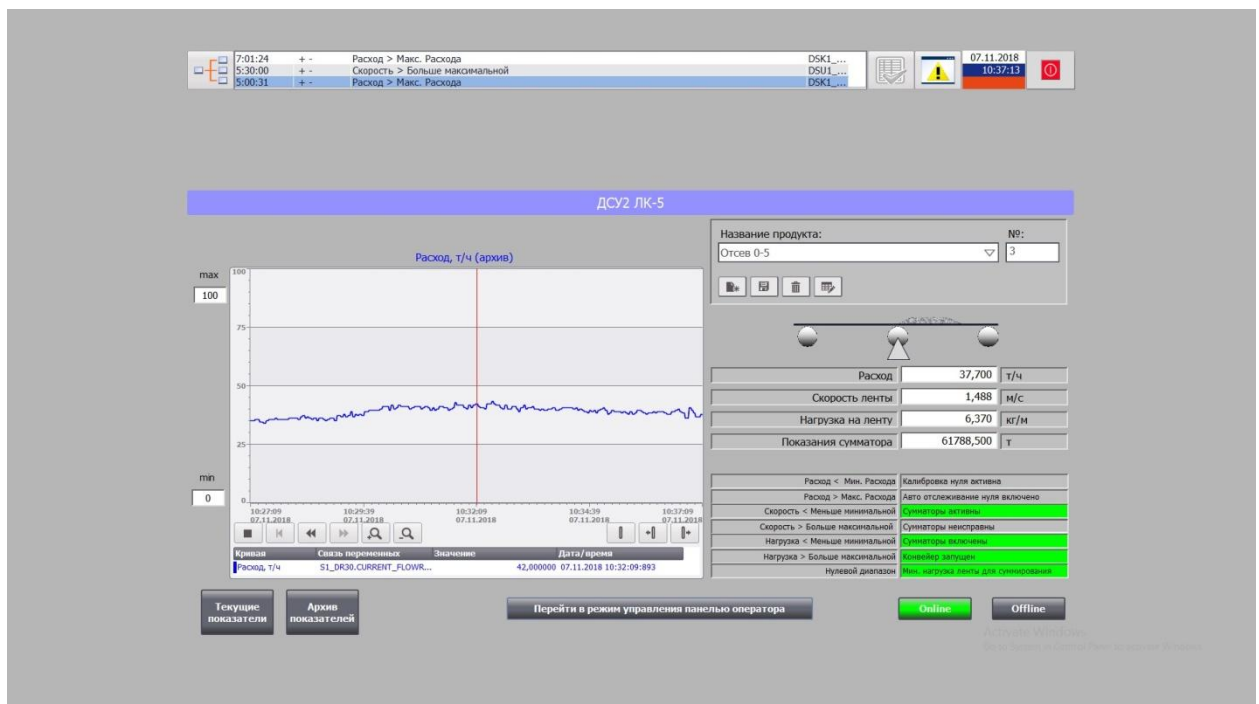 7:01:24 + - Расход > Макс. Расхода DSK1_...
5:30:00 + - Скорость > Больше максимальной DSU1_...
5:00:31 + - Расход > Макс. Расхода DSK1_...
07.11.2018
10:37:13
ДСУ2 ЛК-5
Название продукта: №:
Отсев 0-5 3
Расход, т/ч (архив)
max
100
100
75
50
25
min
0
0
10:27:09 10:29:39 10:32:09 10:34:39 10:37:09
07.11.2018 07.11.2018 07.11.2018 07.11.2018 07.11.2018
Кривая Связь переменных Значение Дата/время
Расход, т/ч S1_DR30.CURRENT_FLOWR... 42,000000 07.11.2018 10:32:09:893
Расход 37,700 т/ч
Скорость ленты 1,488 м/с
Нагрузка на ленту 6,370 кг/м
Показания сумматора 61788,500 т
Расход < Мин. Расхода Калибровка нуля активна
Расход > Макс. Расхода Авто отслеживание нуля включено
Скорость < Меньше минимальной Сумматоры активны
Скорость > Больше максимальной Сумматоры неисправны
Нагрузка < Меньше минимальной Сумматоры включены
Нагрузка > Больше максимальной Конвейер запущен
Нулевой диапазон Мин. нагрузка ленты для суммирования
Текущие показатели
Архив показателей
Перейти в режим управления панелью оператора
Online
Offline
Activate Windows